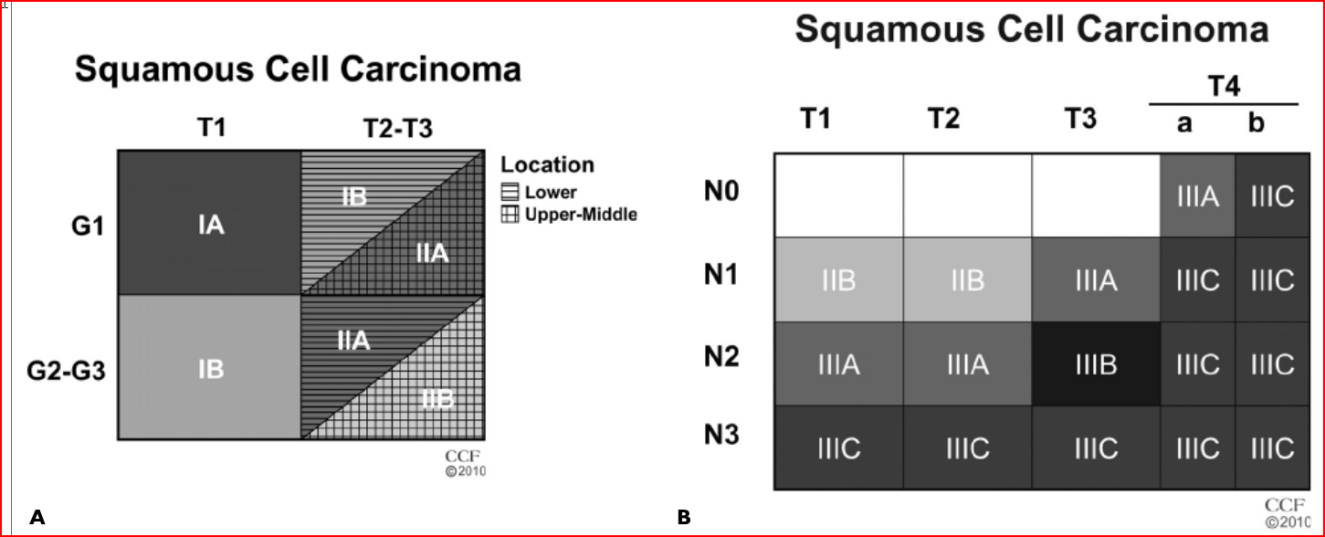 Squamous Cell Carcinoma
T1 T2-T3
Location
Lower
Upper-Middle
G1 IA IB IIA
G2-G3 IB IIA IIB
CCF
©2010
A
Squamous Cell Carcinoma
T4
T1 T2 T3 a b
N0 IIIA IIIC
N1 IIB IIB IIIA IIIC IIIC
N2 IIIA IIIA IIIB IIIC IIIC
N3 IIIC IIIC IIIC IIIC IIIC
CCF
©2010
B